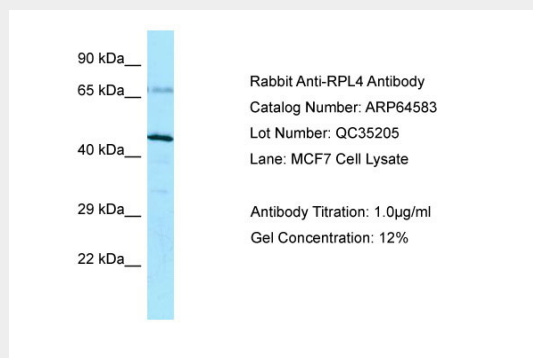 90 kDa__
65 kDa__
40 kDa__
29 kDa__
22 kDa__
Rabbit Anti-RPL4 Antibody
Catalog Number: ARP64583
Lot Number: QC35205
Lane: MCF7 Cell Lysate
Antibody Titration: 1.0µg/ml
Gel Concentration: 12%